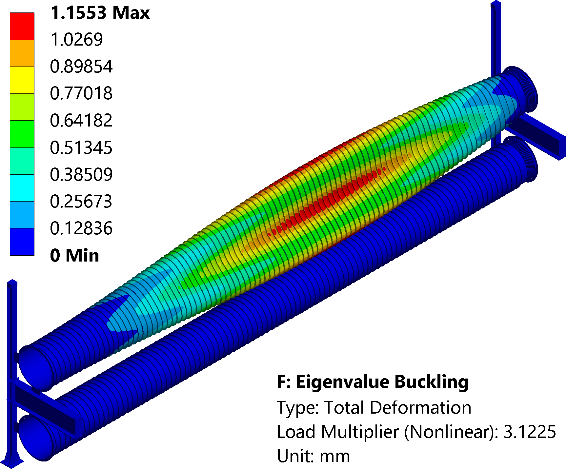 1.1553 Max
1.0269
0.89854
0.77018
0.64182
0.51345
0.38509
0.25673
0.12836
0 Min
F: Eigenvalue Buckling
Type: Total Deformation
Load Multiplier (Nonlinear): 3.1225
Unit: mm